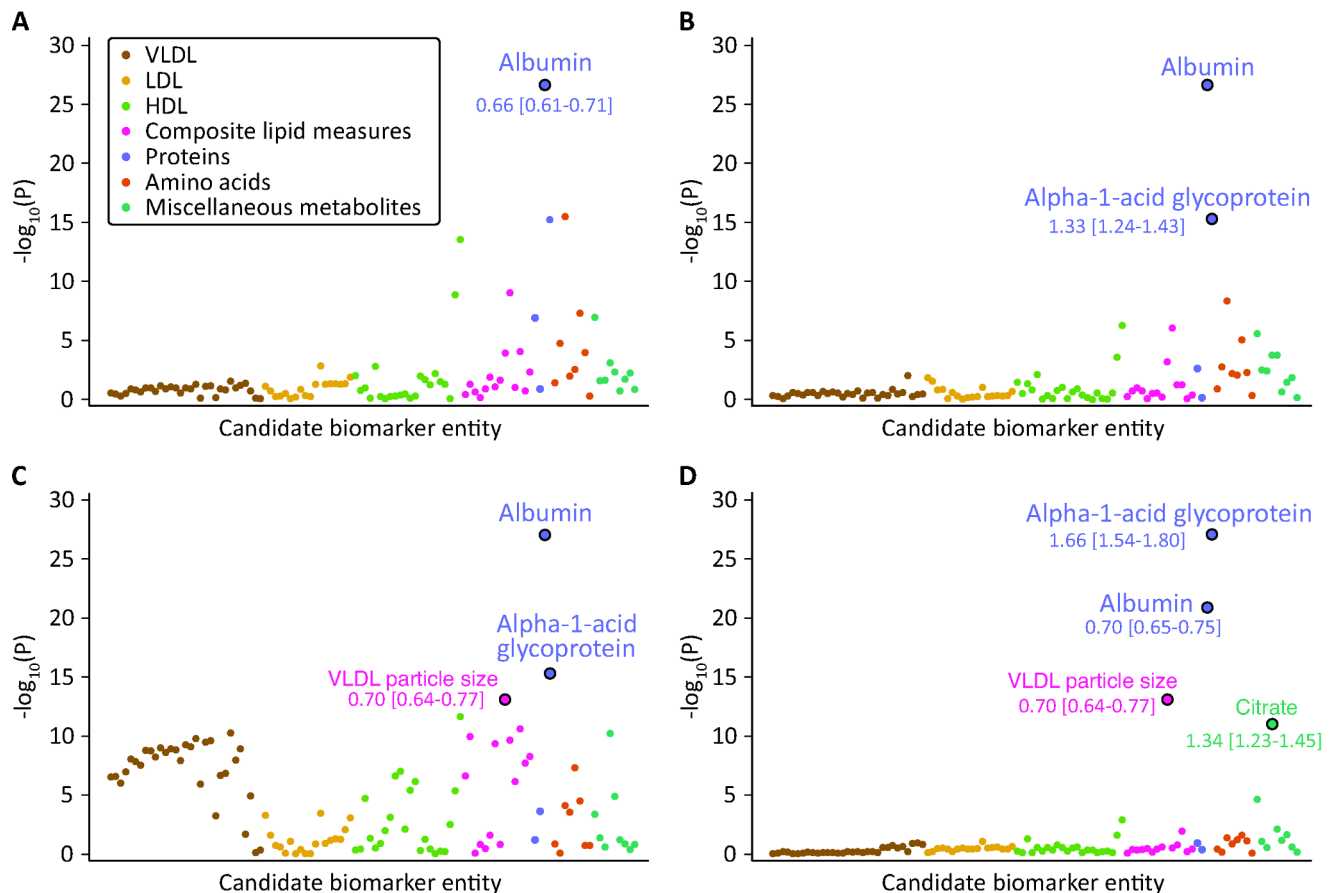 A
30
25
20
15
10
5
0
-log10(P)
VLDL
LDL
HDL
Composite lipid measures
Proteins
Amino acids
Miscellaneous metabolites
Albumin
0.66 [0.61-0.71]
Candidate biomarker entity
B
30
25
20
15
10
5
0
-log10(P)
Albumin
Alpha-1-acid glycoprotein
1.33 [1.24-1.43]
Candidate biomarker entity
C
30
25
20
15
10
5
0
-log10(P)
Albumin
Alpha-1-acid
glycoprotein
VLDL particle size
0.70 [0.64-0.77]
Candidate biomarker entity
D
30
25
20
15
10
5
0
-log10(P)
Alpha-1-acid glycoprotein
1.66 [1.54-1.80]
Albumin
0.70 [0.65-0.75]
VLDL particle size
0.70 [0.64-0.77]
Citrate
1.34 [1.23-1.45]
Candidate biomarker entity